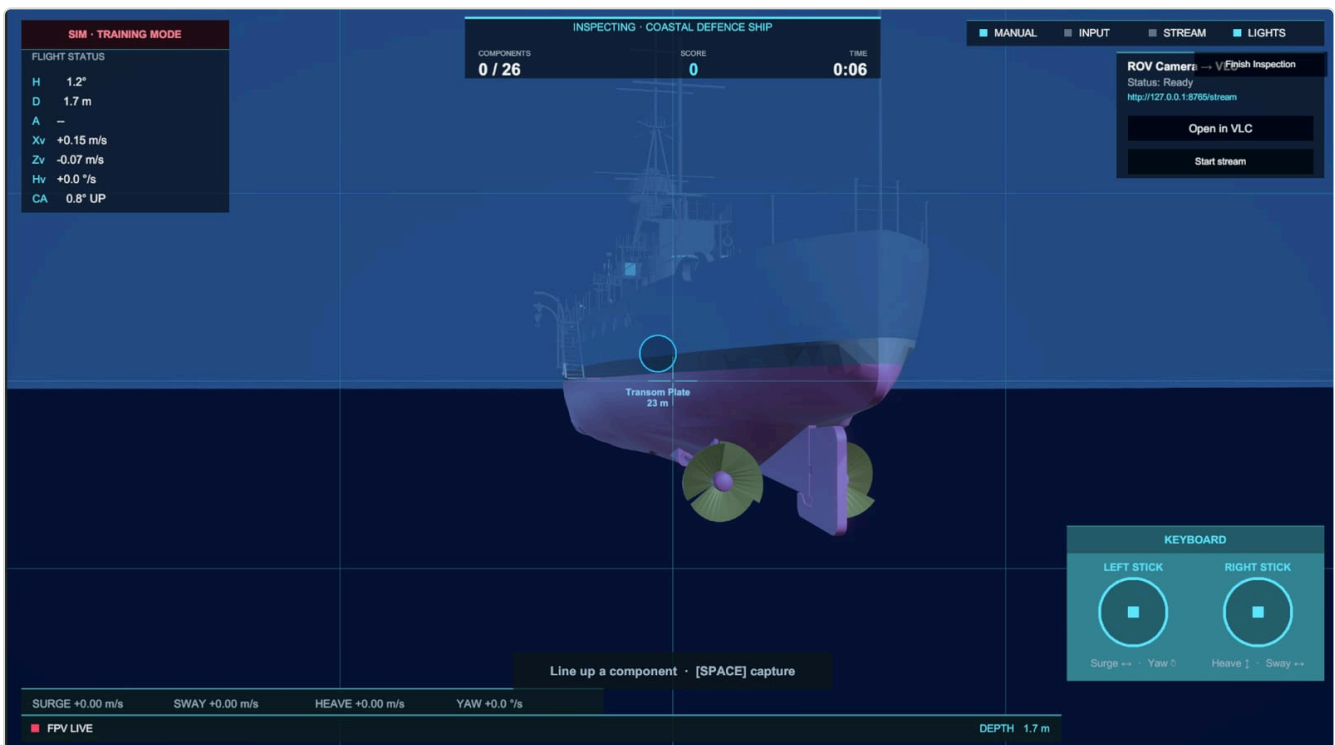 SIM · TRAINING MODE
FLIGHT STATUS
H 1.2°
D 1.7 m
A --
Xv +0.15 m/s
Zv -0.07 m/s
Hv +0.0 °/s
CA 0.8° UP
INSPECTING · COASTAL DEFENCE SHIP
COMPONENTS SCORE TIME
0 / 26 0 0:06
MANUAL INPUT STREAM LIGHTS
ROV Camera →
Finish Inspection
Status: Ready
http://127.0.0.1:8765/stream
Open in VLC
Start stream
Transom Plate
23 m
KEYBOARD
LEFT STICK RIGHT STICK
Surge ↔ · Yaw Heave ↕ · Sway ↔
Line up a component · [SPACE] capture
SURGE +0.00 m/s SWAY +0.00 m/s HEAVE +0.00 m/s YAW +0.0 °/s
FPV LIVE
DEPTH 1.7 m